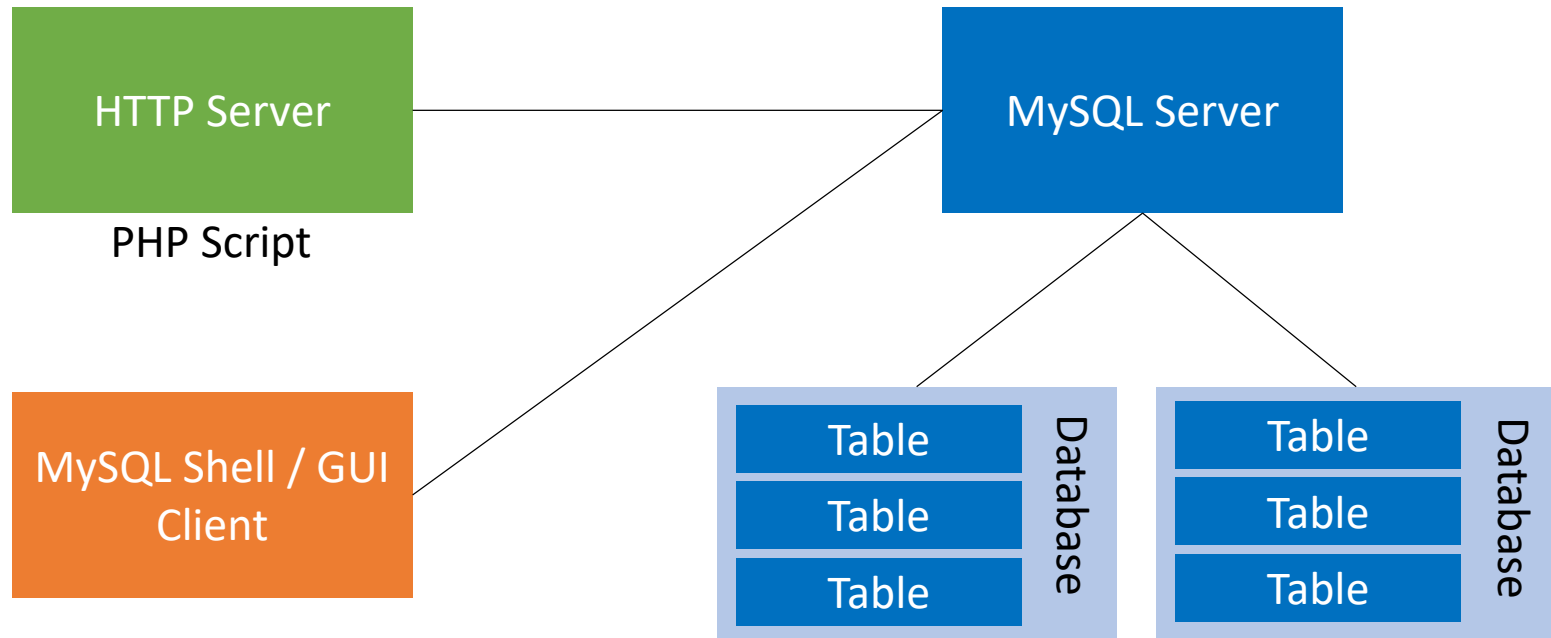 HTTP Server
MySQL Server
PHP Script
MySQL Shell / GUI
Client
Table
Table
Table
Database
Table
Table
Table
Database